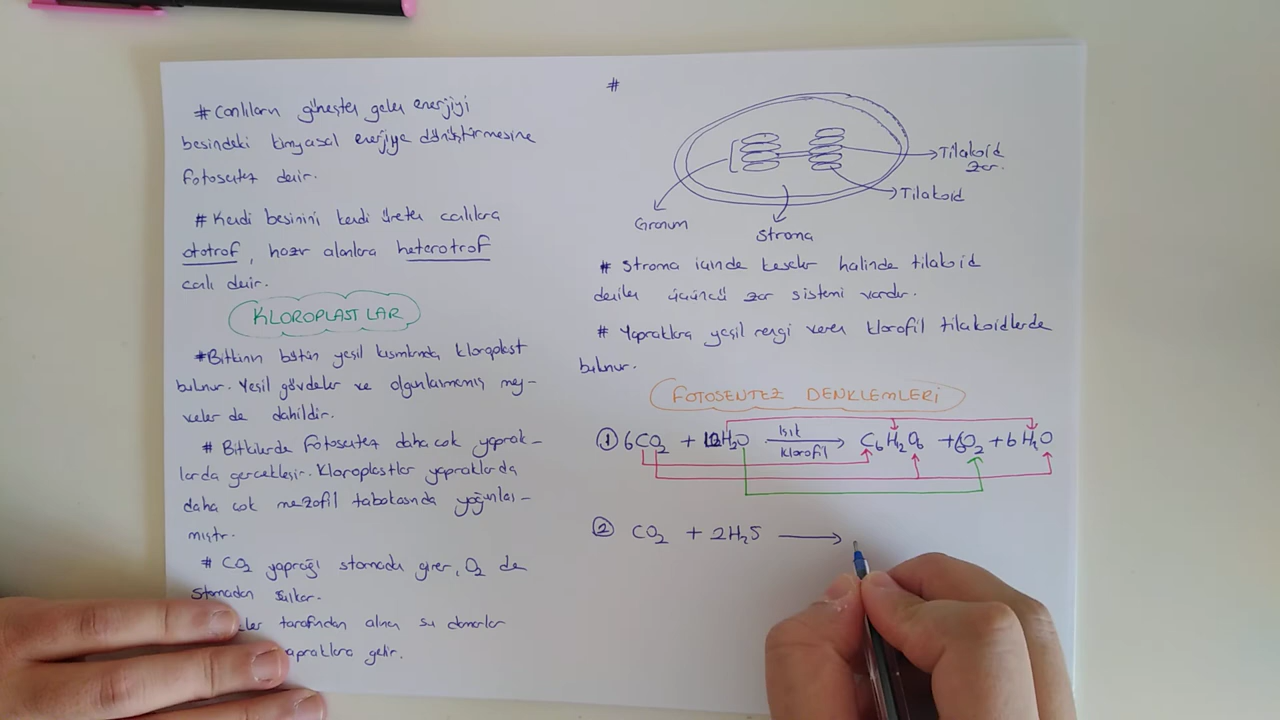 # Canlıların güneşten gelen enerjiyi
besindeki kimyasal enerjiye dönüştürmesine
fotosentez denir.
# Kendi besinini kendi üreten canlılara
ototrof, hazır alanlara heterotrof
canlı denir.
KLOROPLASTLAR
#Bitkinin bütün yeşil kısımlarında kloroplast
bulunur. Yeşil gövdeler ve olgunlaşmamış mey-
veler de dahildir.
# Bitkilerde fotosentez daha çok yaprak-
larda gerçekleşir. Kloroplastlar yapraklarda
daha çok mezofil tabakasında yoğunlaş-
mıştır.
# CO2 yaprağı stomadan girer, O2 de
stomadan çıkar.
ler tarafından alınan su damarlar
yapraklara gelir.
#
Tilakoid
zar.
Tilakoid
Granum
Stroma
# Stroma içinde keseler halinde tilakoid
denilen üçüncü zar sistemi vardır.
# Yapraklara yeşil rengi veren klorofil tilakoidlerde
bulunur.
FOTOSENTEZ DENKLEMLERİ
① 6CO2 + 12H2O Işık Klorofil → C6H2O6 + 6O2 + 6H2O
② CO2 + 2H2S →